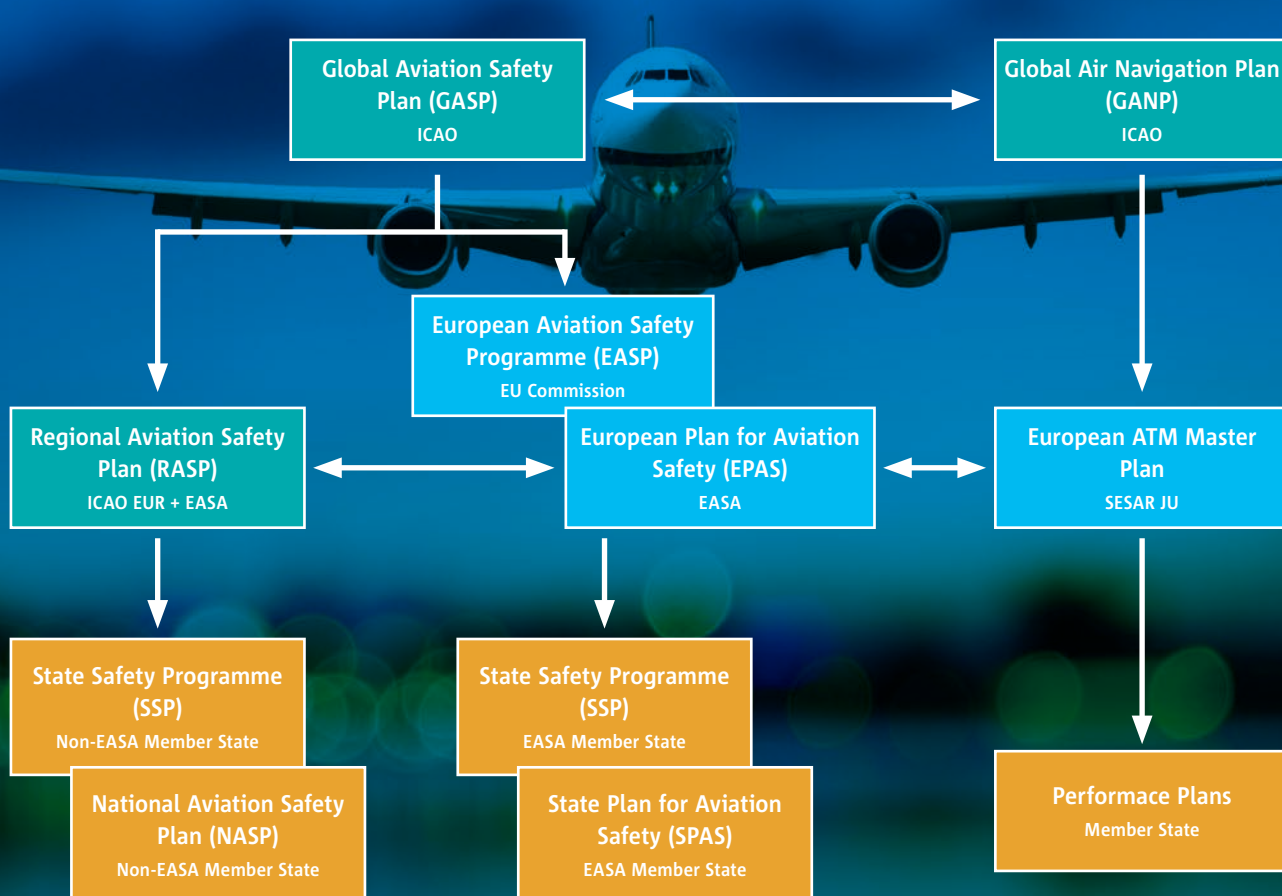 Global Aviation Safety
Plan (GASP)
ICAO
Global Air Navigation Plan
(GANP)
ICAO
European Aviation Safety
Programme (EASP)
EU Commission
Regional Aviation Safety
Plan (RASP)
ICAO EUR + EASA
European Plan for Aviation
Safety (EPAS)
EASA
European ATM Master
Plan
SESAR JU
State Safety Programme
(SSP)
Non-EASA Member State
State Safety Programme
(SSP)
EASA Member State
National Aviation Safety
Plan (NASP)
Non-EASA Member State
State Plan for Aviation
Safety (SPAS)
EASA Member State
Performace Plans
Member State